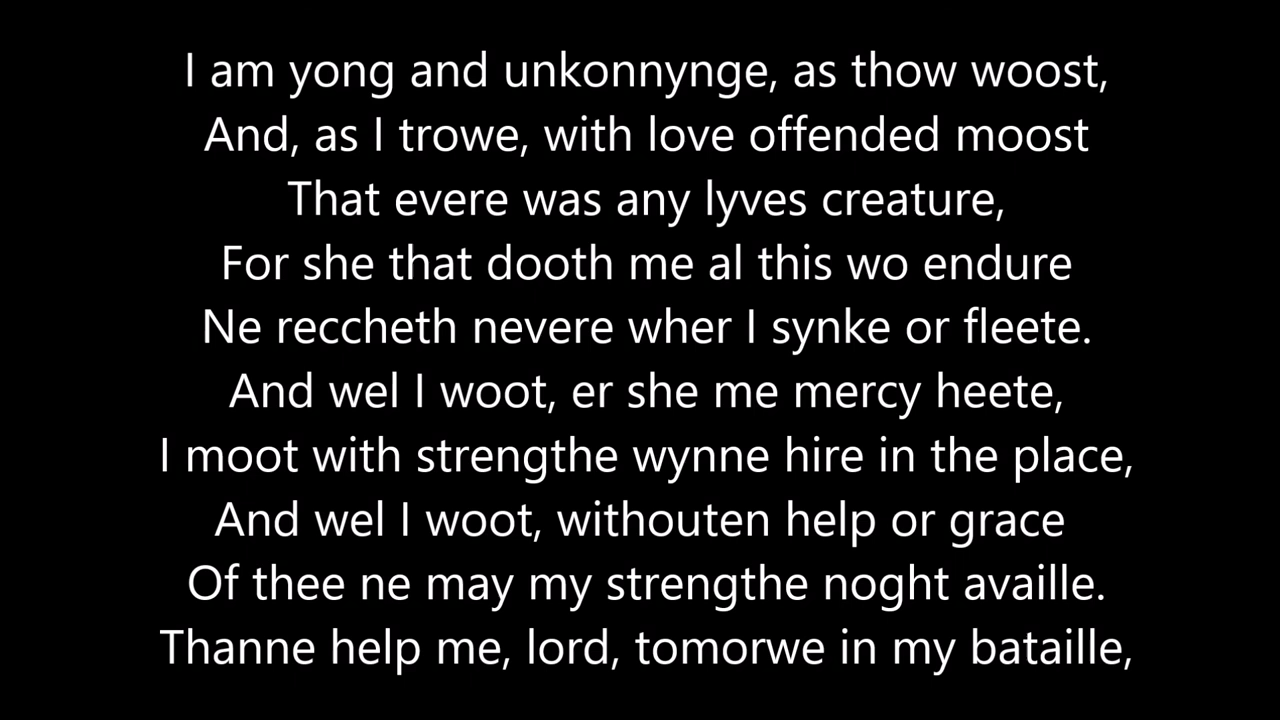 I am yong and unkonnynge, as thow woost,
And, as I trowe, with love offended moost
That evere was any lyves creature,
For she that dooth me al this wo endure
Ne reccheth nevere wher I synke or fleete.
And wel I woot, er she me mercy heete,
I moot with strengthe wynne hire in the place,
And wel I woot, withouten help or grace
Of thee ne may my strengthe noght availle.
Thanne help me, lord, tomorwe in my bataille,